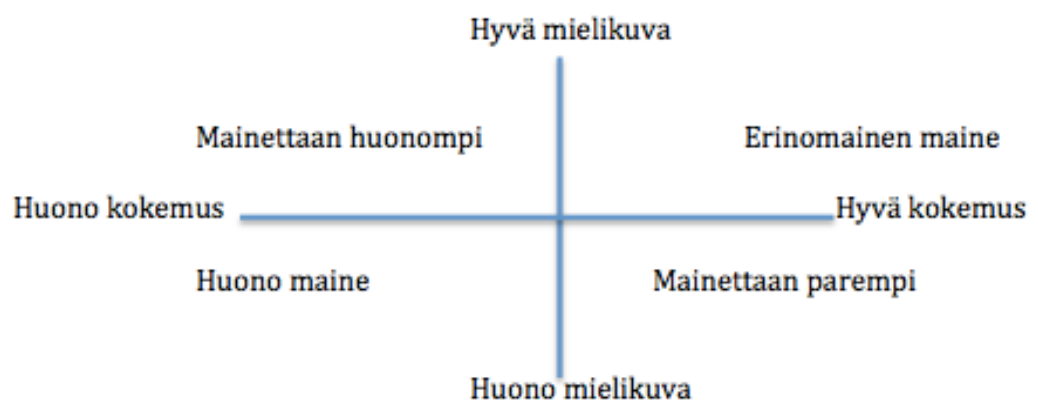 Hyvä mielikuva
Mainettaan huonompi
Erinomainen maine
Huono kokemus
Hyvä kokemus
Huono maine
Mainettaan parempi
Huono mielikuva